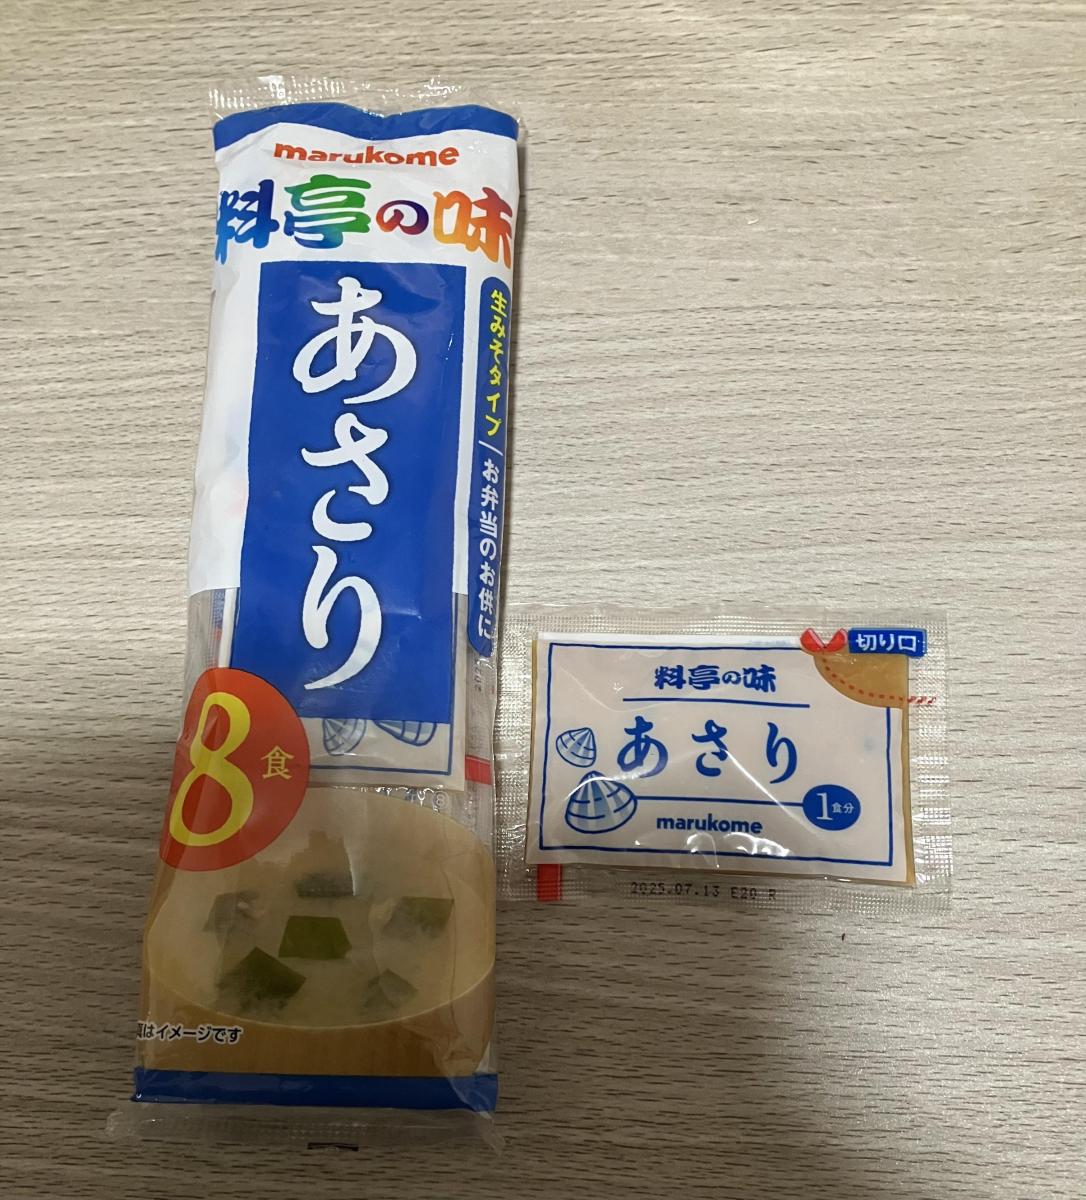 marukome
料亭の味
あさり
生みそタイプ/お弁当のお供に
8食
はイメージです
切り口
料亭の味
あさり
1食分
marukome
2025.07.13 E20 R